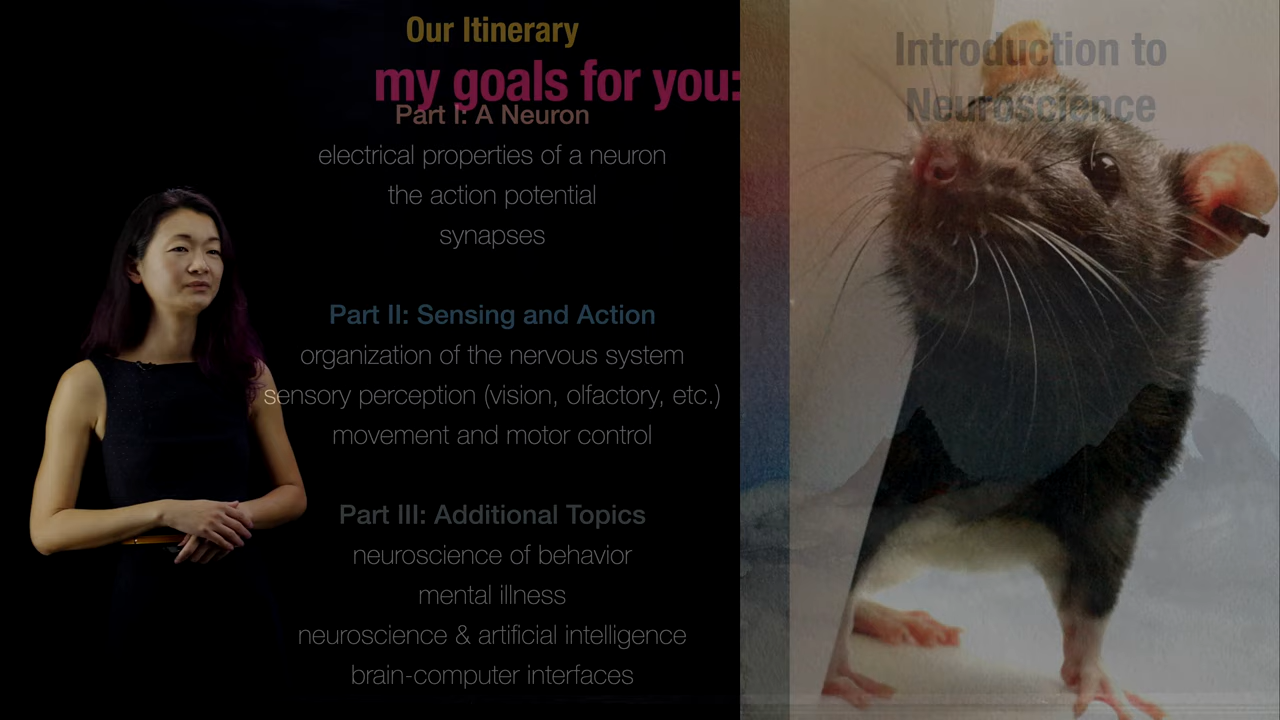 Our Itinerary
my goals for you:
Part I: A Neuron
electrical properties of a neuron
the action potential
synapses
Part II: Sensing and Action
organization of the nervous system
sensory perception (vision, olfactory, etc.)
movement and motor control
Part III: Additional Topics
neuroscience of behavior
mental illness
neuroscience & artificial intelligence
brain-computer interfaces
Introduction to
Neuroscience